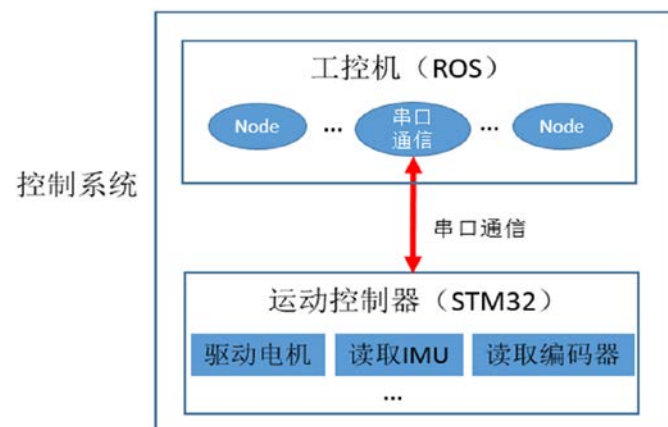 工控机（ROS）
Node ... 串口 ... Node
通信
控制系统
串口通信
运动控制器（STM32）
驱动电机 读取IMU 读取编码器
...